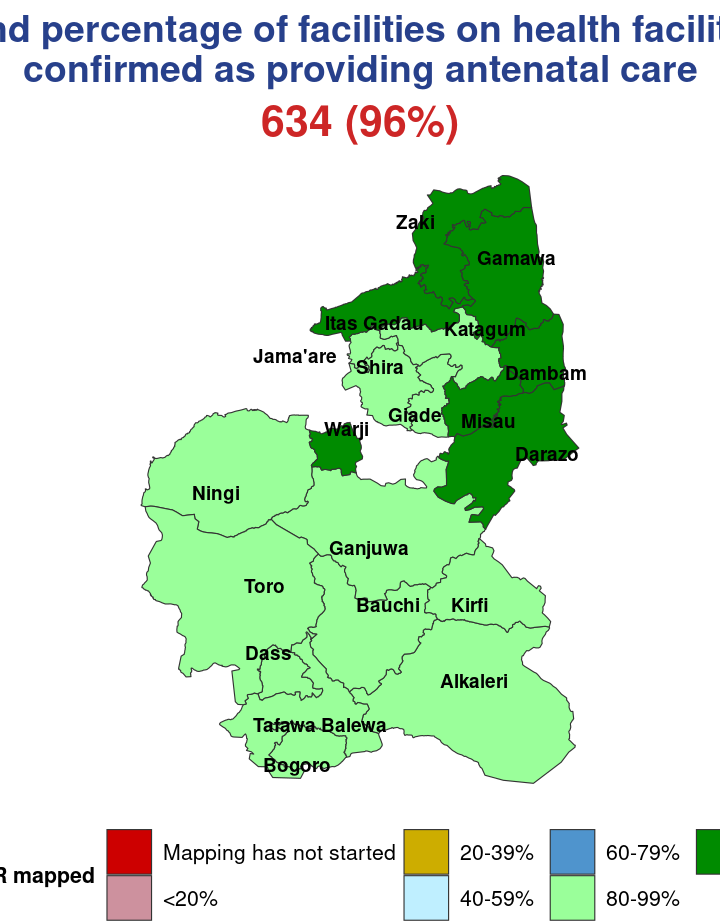 percentage of facilities on health
confirmed as providing antenatal care
634 (96%)
Zaki
Gamawa
Itas Gadau
Katagum
Jama'are
Shira
Dambam
Giade
Misau
Warji
Darazo
Ningi
Ganjuwa
Toro
Bauchi
Kirfi
Dass
Alkaleri
Tafawa Balewa
Bogoro
Mapping has not started
20-39%
60-79%
R mapped
<20%
40-59%
80-99%